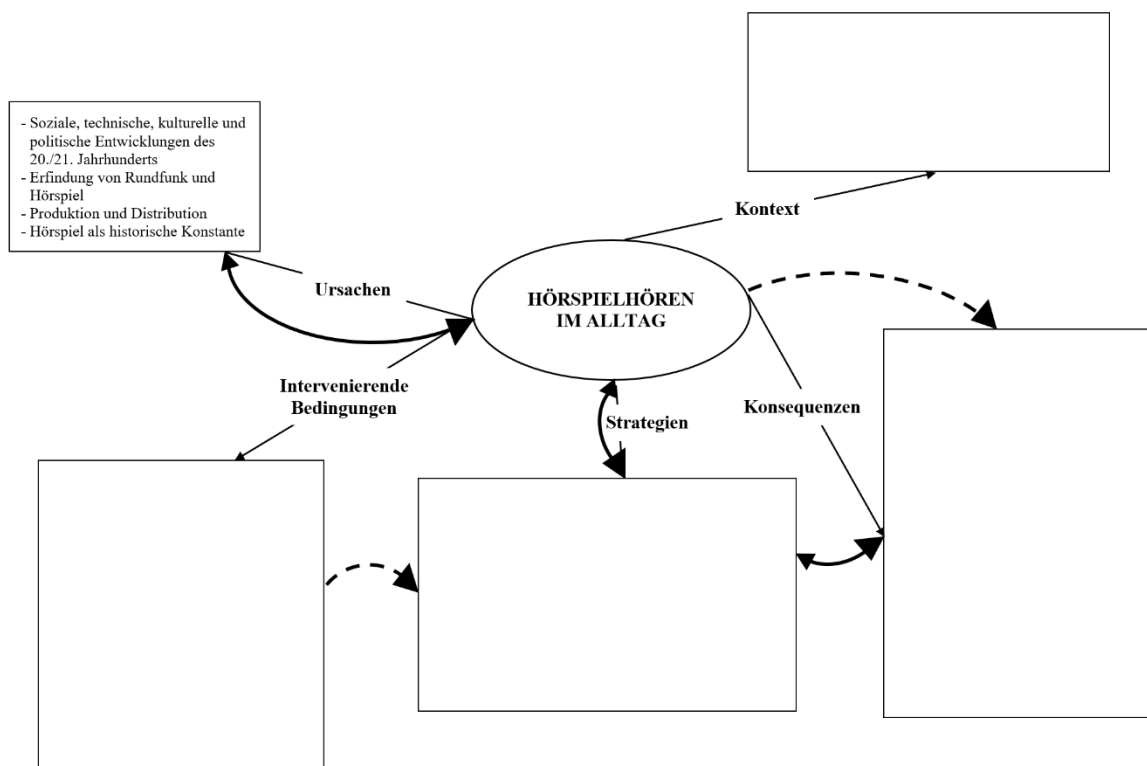 - Soziale, technische, kulturelle und
politische Entwicklungen des
20./21. Jahrhunderts
- Erfindung von Rundfunk und
Hörspiel
- Produktion und Distribution
- Hörspiel als historische Konstante
Kontext
Ursachen
HÖRSPIELHÖREN
IM ALLTAG
Intervenierende
Bedingungen
Strategien
Konsequenzen